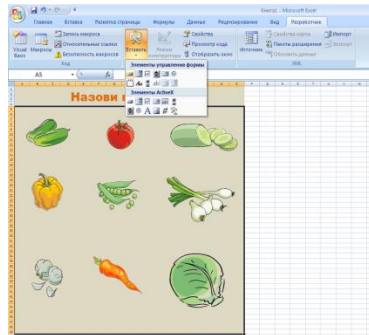 Книга1 - Microsoft Excel
Главная Вставка Разметка страницы Формулы Данные Рецензирование Вид Разработчик
Visual Basic Макросы
Запись макроса
Относительные ссылки
Безопасность макросов
Код
Вставить
Режим конструктора
Свойства
Просмотр кода
Отобразить окно
Источник
Свойства карты
Пакеты расширения
Обновить данные
Импорт
Экспорт
XML
A5
Элементы управления формы
Элементы ActiveX
Назови